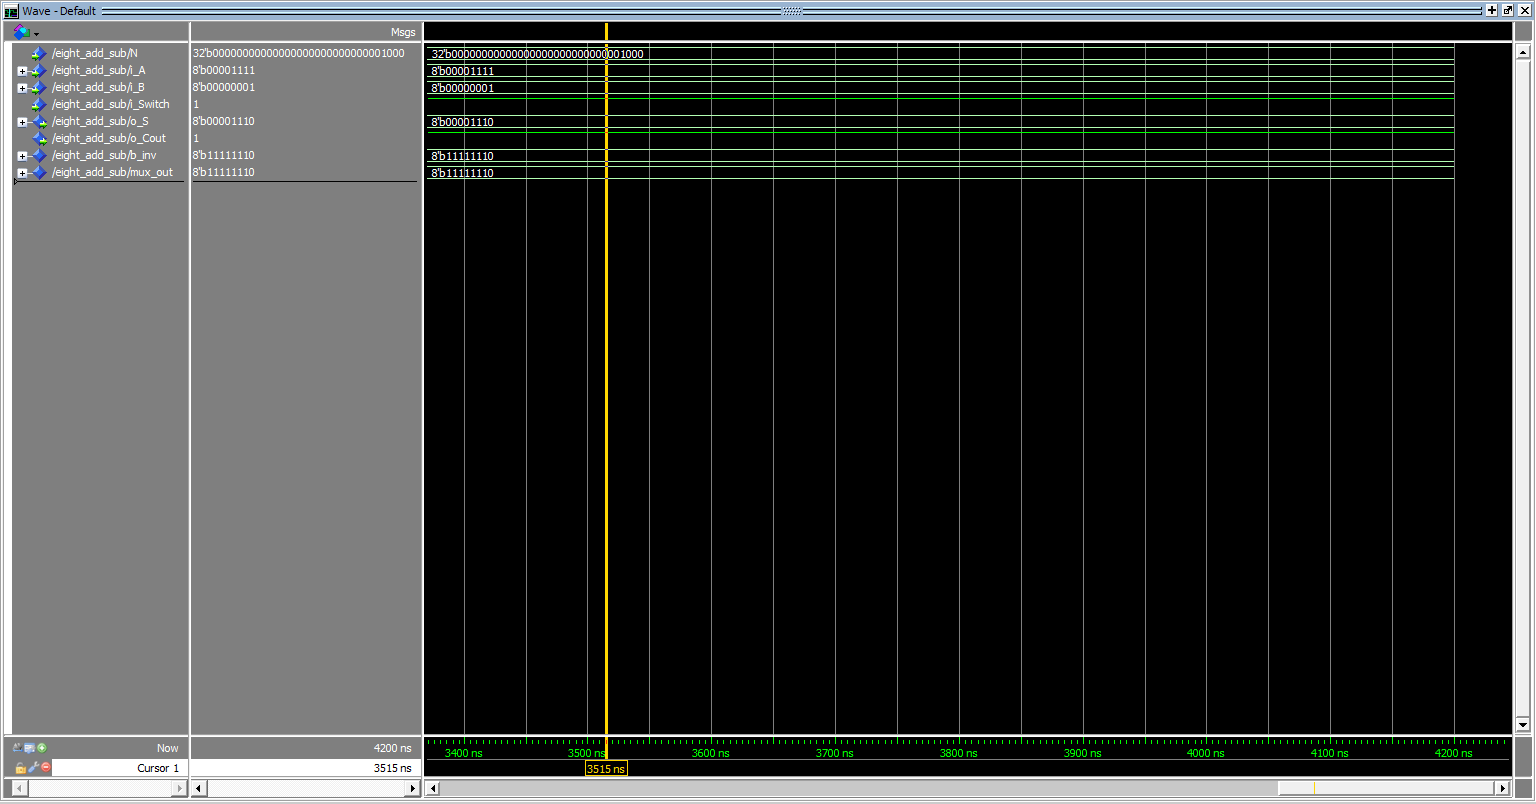 Wave - Default
Msgs
/eight_add_sub/N 32'b00000000000000000000000000001000 32'b00000000000000000000000000001000
/eight_add_sub/i_A 8'b00001111 8'b00001111
/eight_add_sub/i_B 8'b00000001 8'b00000001
/eight_add_sub/i_Switch 1
/eight_add_sub/o_S 8'b00001110 8'b00001110
/eight_add_sub/o_Cout 1
/eight_add_sub/b_inv 8'b11111110 8'b11111110
/eight_add_sub/mux_out 8'b11111110 8'b11111110
Now 4200 ns 3400 ns 3500 ns 3600 ns 3700 ns 3800 ns 3900 ns 4000 ns 4100 ns 4200 ns
Cursor 1 3515 ns 3515 ns